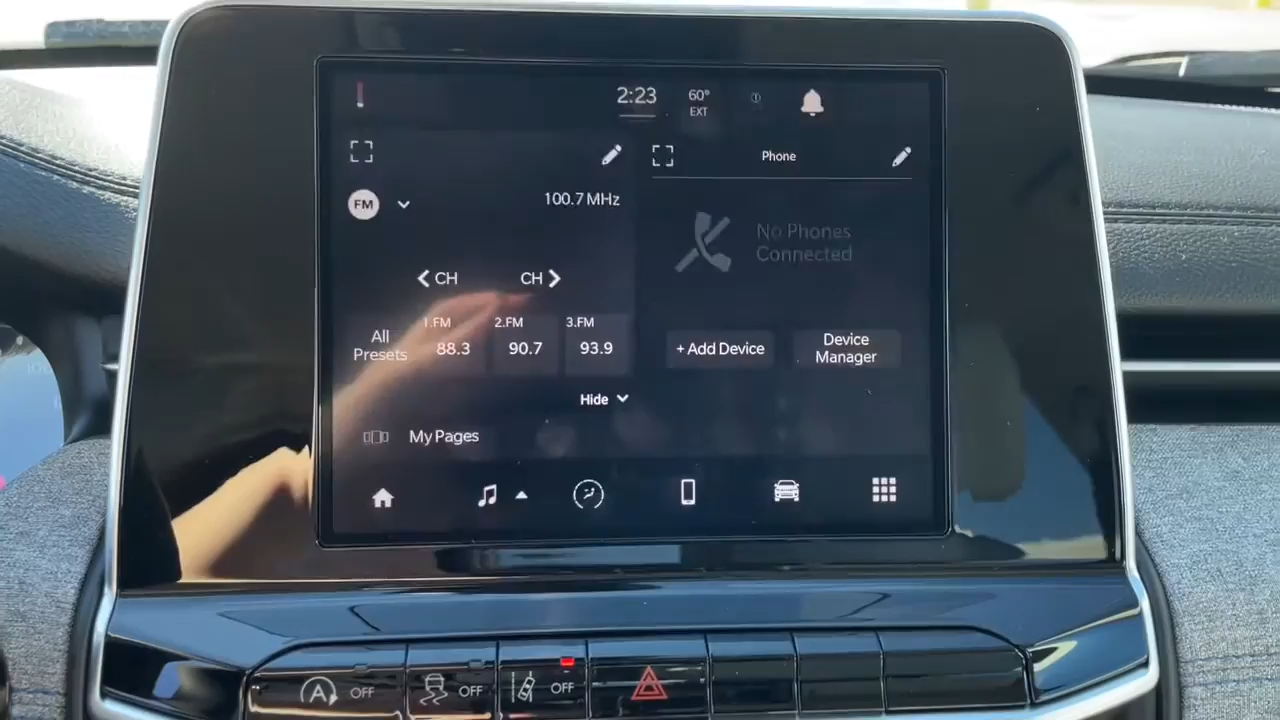 2:23
60°
EXT
Phone
FM
100.7 MHz
No Phones
Connected
CH
CH
1.FM
2.FM
3.FM
All
Presets
88.3
90.7
93.9
+ Add Device
Device
Manager
Hide
My Pages
A OFF
OFF
OFF